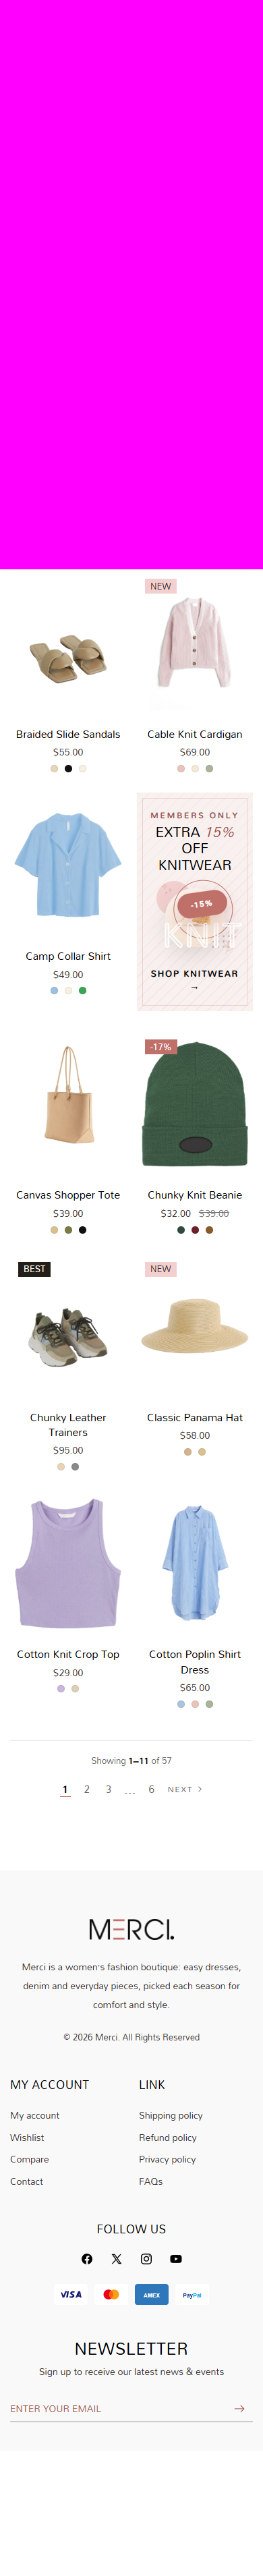 NEW
Braided Slide Sandals
$55.00
Cable Knit Cardigan
$69.00
Camp Collar Shirt
$49.00
MEMBERS ONLY
EXTRA 15%
OFF
KNITWEAR
-15%
KNIT
SHOP KNITWEAR
→
Canvas Shopper Tote
$39.00
-17%
Chunky Knit Beanie
$32.00 $39.00
BEST
Chunky Leather
Trainers
$95.00
NEW
Classic Panama Hat
$58.00
Cotton Knit Crop Top
$29.00
Cotton Poplin Shirt
Dress
$65.00
Showing 1–11 of 57
1 2 3 ... 6 NEXT >
MERCI.
Merci is a women's fashion boutique: easy dresses,
denim and everyday pieces, picked each season for
comfort and style.
© 2026 Merci. All Rights Reserved
MY ACCOUNT
My account
Wishlist
Compare
Contact
LINK
Shipping policy
Refund policy
Privacy policy
FAQs
FOLLOW US
VISA
AMEX
PayPal
NEWSLETTER
Sign up to receive our latest news & events
ENTER YOUR EMAIL